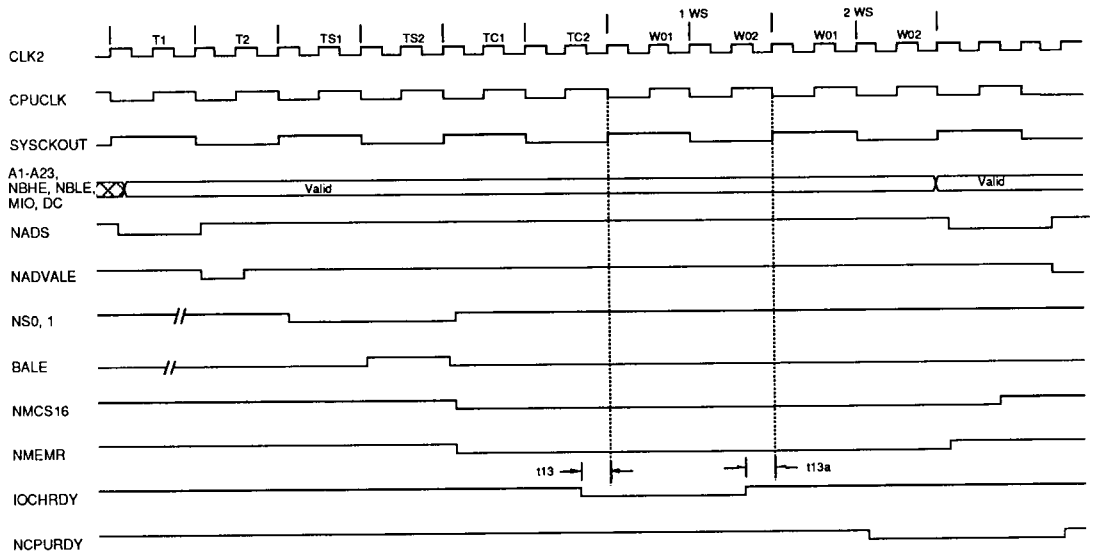 1 WS 2 WS
T1 T2 TS1 TS2 TC1 TC2 W01 W02 W01 W02
CLK2
CPUCLK
SYSCKOUT
A1-A23,
NBHE, NBLE,
MIO, DC
Valid Valid
NADS
NADVALE
NS0, 1
BALE
NMCS16
NMEMR
t13 t13a
IOCHRDY
NCPURDY